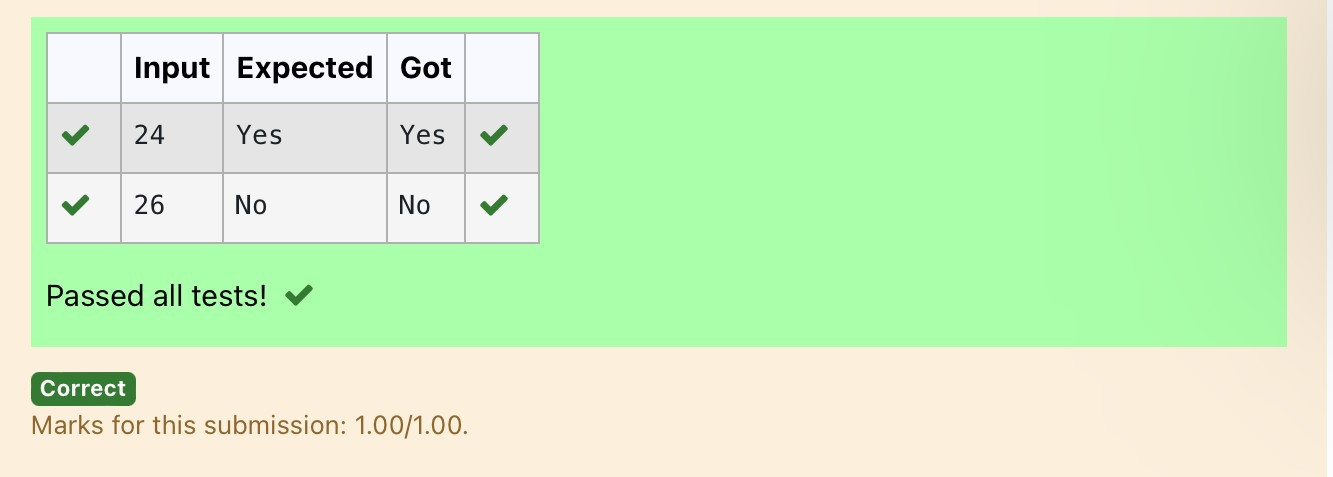 Input Expected Got
24 Yes Yes
26 No No
Passed all tests!
Correct
Marks for this submission: 1.00/1.00.